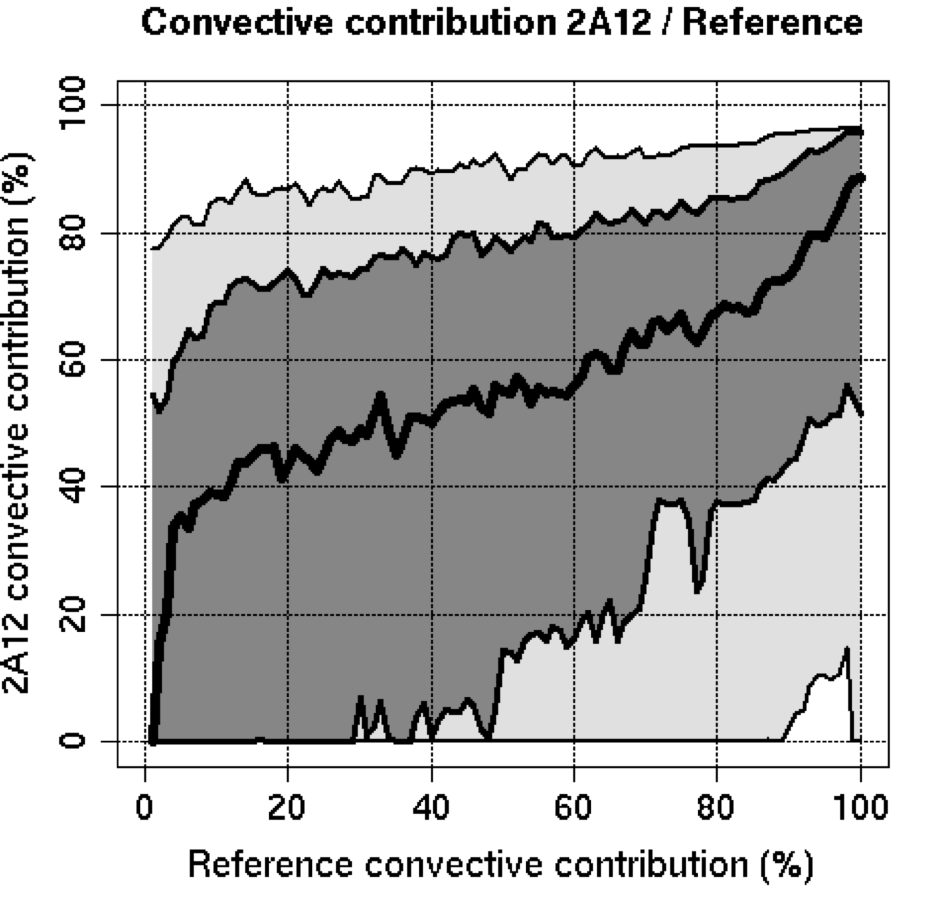 Convective contribution 2A12 / Reference
2A12 convective contribution (%)
100
80
60
40
20
0
0 20 40 60 80 100
Reference convective contribution (%)